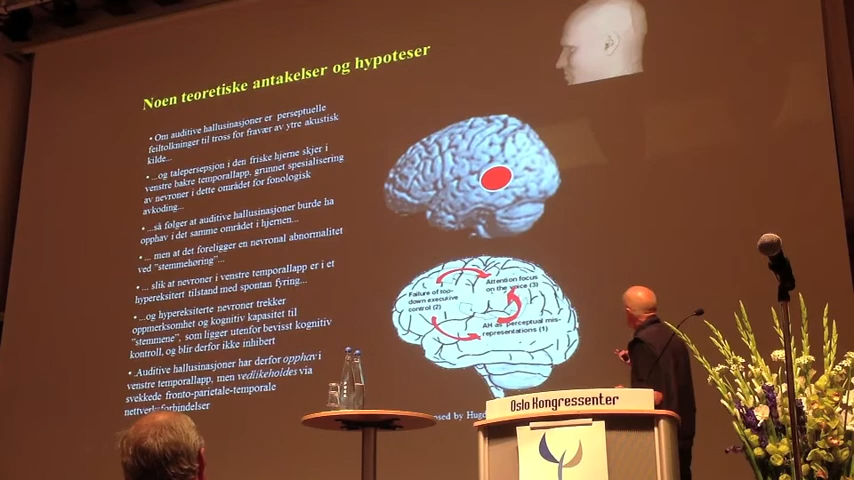 Noen teoretiske antakelser og hypoteser
• Om auditive hallusinasjoner er perseptuelle
feiltolkninger til tross for fravær av ytre akustisk
kilde...
• ...og talepersepsjon i den friske hjerne skjer i
venstre bakre temporallapp, grunnet spesialisering
av nevroner i dette området for fonologisk
avkoding...
• ...så følger at auditive hallusinasjoner burde ha
opphav i det samme området i hjernen...
• ... men at det foreligger en nevronal abnormalitet
ved "stemmehøring"...
• ... slik at nevroner i venstre temporallapp er i et
hypereksitert tilstand med spontan fyring...
• ...og hypereksiterte nevroner trekker
oppmerksomhet og kognitiv kapasitet til
"stemmene", som ligger utenfor bevisst kognitiv
kontroll, og blir derfor ikke inhibert
• .Auditive hallusinasjoner har derfor opphav i
venstre temporallapp, men vedlikeholdes via
svekkede fronto-parietale-temporale
nettverk forbindelser
Failure of top-
down executive
control (2)
Attention focus
on the voice (3)
AH as perceptual mis-
representations (1)
osed by Hugd
Oslo Kongressenter